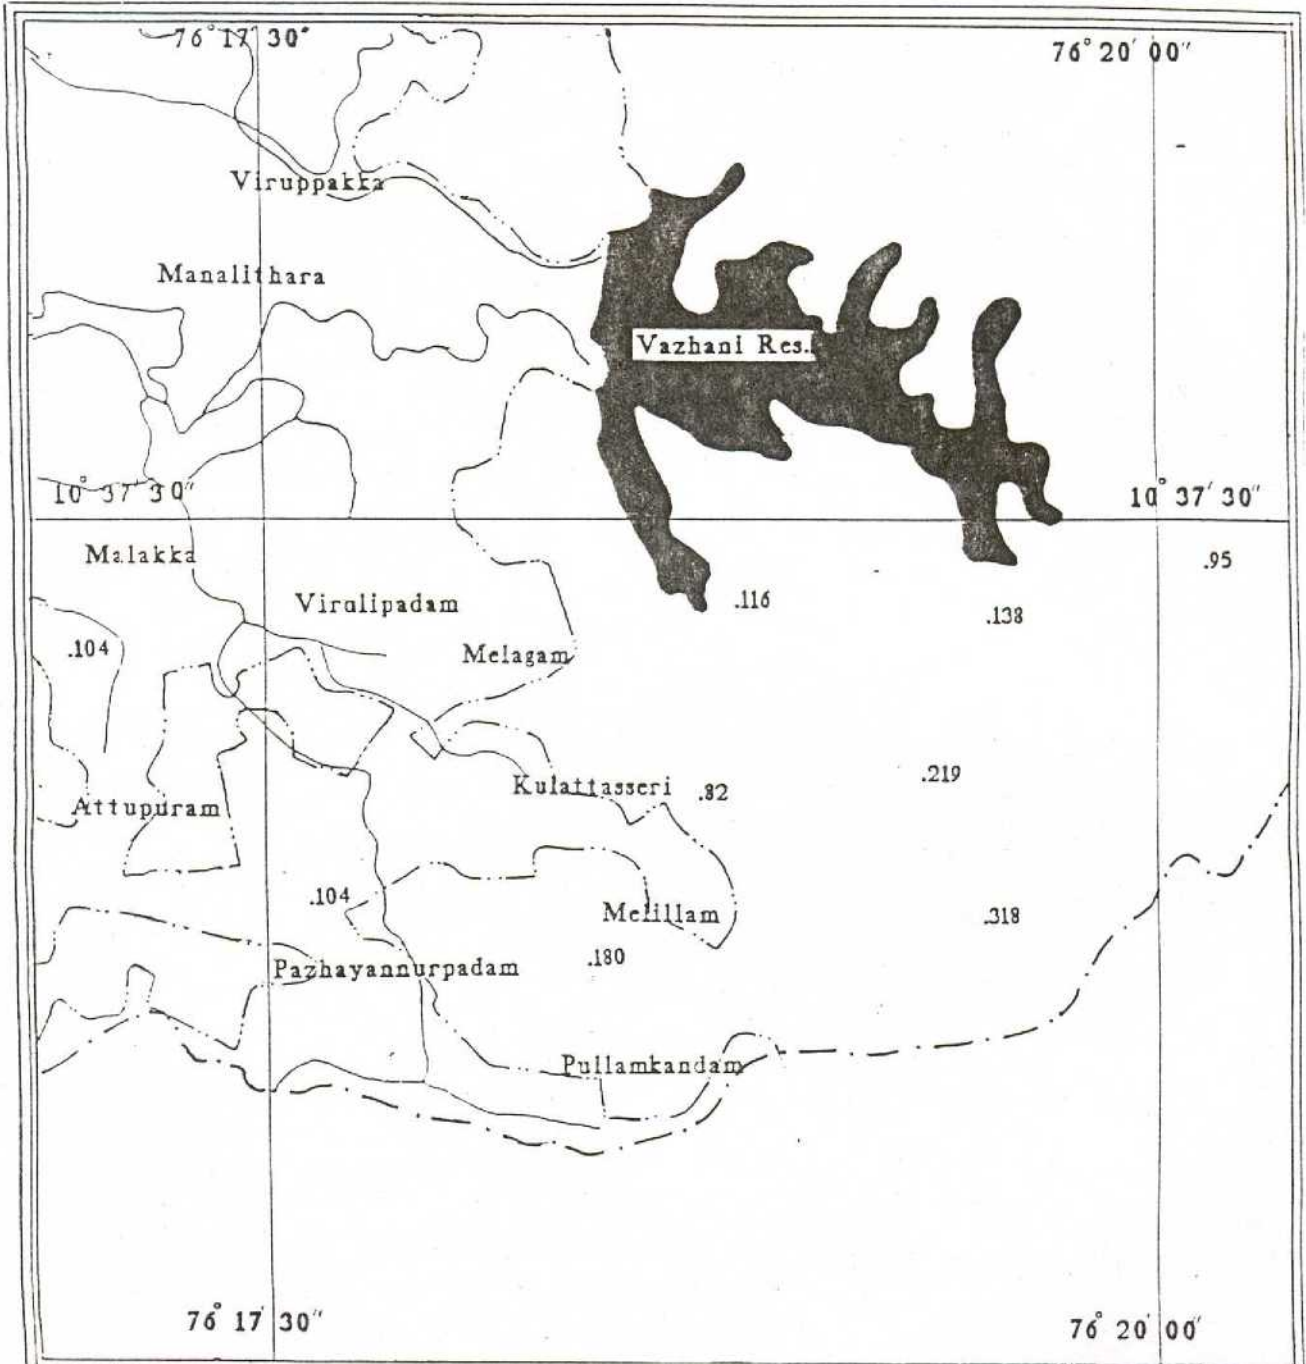 76° 17' 30"
76° 20' 00"
Viruppakka
Manalithara
Vazhani Res.
10° 37' 30"
10° 37' 30"
Malakka
.95
Virulipadam
.116
.138
.104
Melagam
.219
Kulattasseri
.82
Attupuram
.104
Melillam
.318
.180
Pazhayannurpadam
Pullamkandam
76° 17' 30"
76° 20' 00"